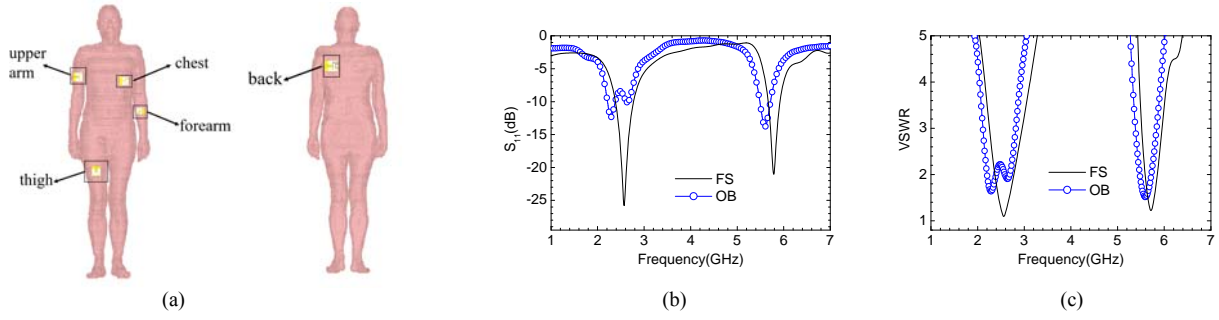 upper
arm
chest
back
forearm
thigh
(a)
0
-5
-10
-15
-20
-25
S11(dB)
FS
OB
1 2 3 4 5 6 7
Frequency(GHz)
(b)
5
4
3
2
1
VSWR
FS
OB
1 2 3 4 5 6 7
Frequency(GHz)
(c)